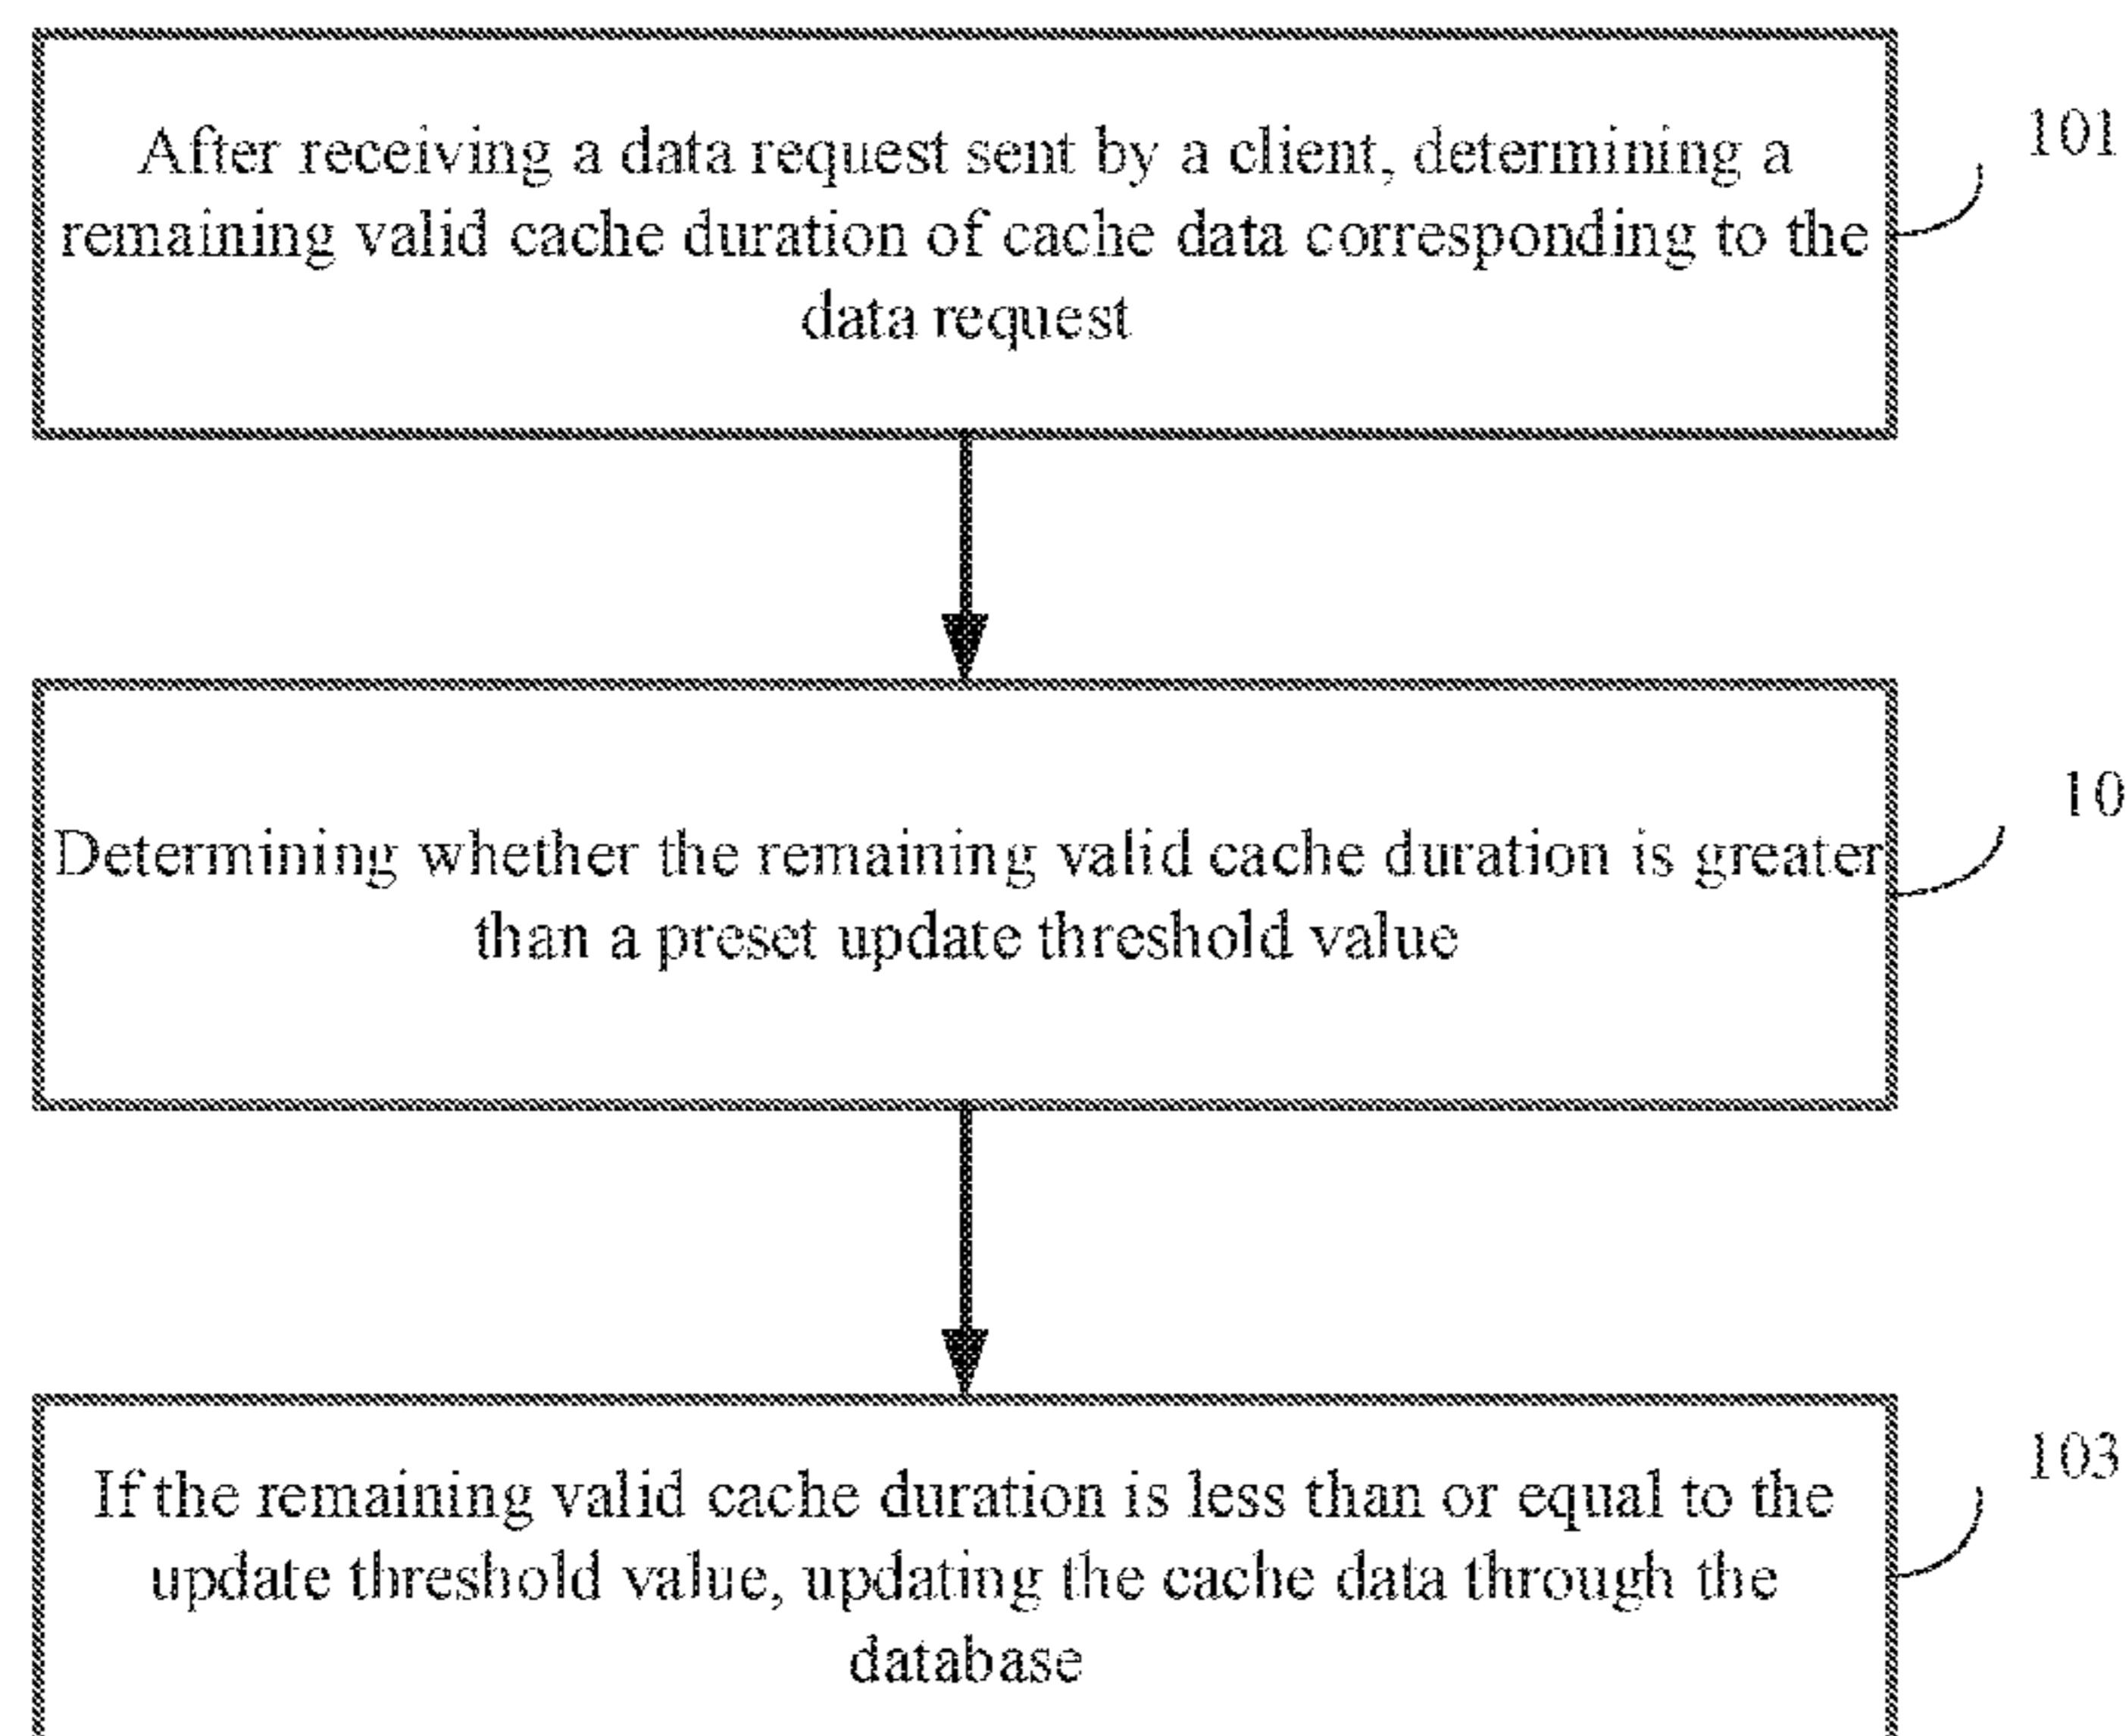 After receiving a data request sent by a client, determining a
remaining valid cache duration of cache data corresponding to the
data request
101
Determining whether the remaining valid cache duration is greater
than a preset update threshold value
10
If the remaining valid cache duration is less than or equal to the
update threshold value, updating the cache data through the
database
103